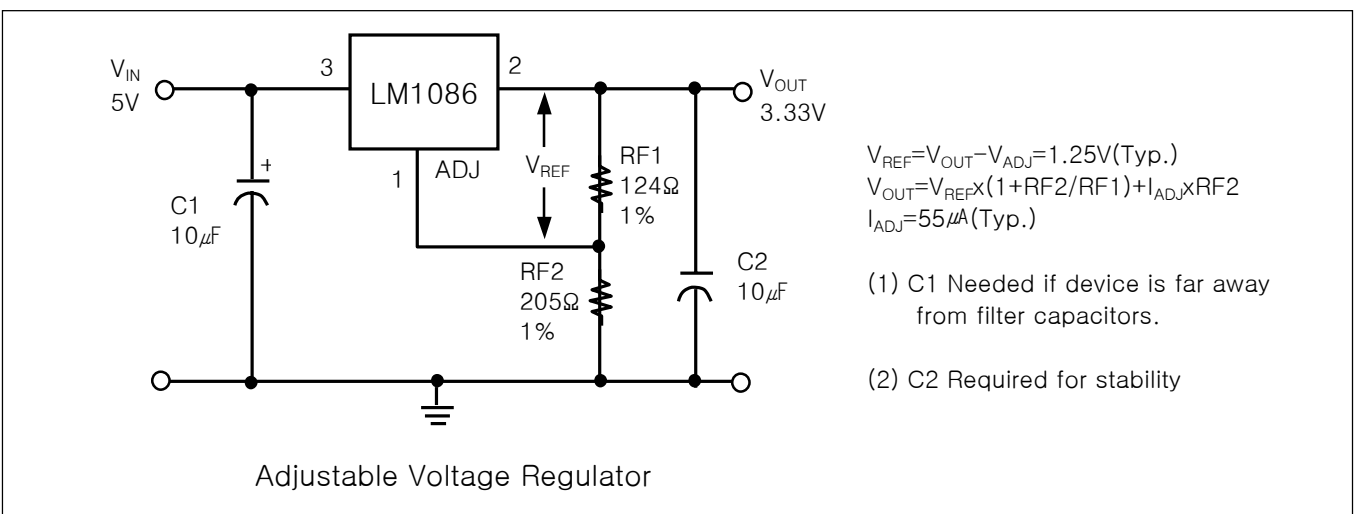 V_IN
5V
3
LM1086
2
V_OUT
3.33V
1
ADJ
V_REF
RF1
124Ω
1%
+
C1
10㎌
RF2
205Ω
1%
C2
10㎌
V_REF=V_OUT-V_ADJ=1.25V(Typ.)
V_OUT=V_REFx(1+RF2/RF1)+I_ADJxRF2
I_ADJ=55㎂(Typ.)
(1) C1 Needed if device is far away
from filter capacitors.
(2) C2 Required for stability
Adjustable Voltage Regulator